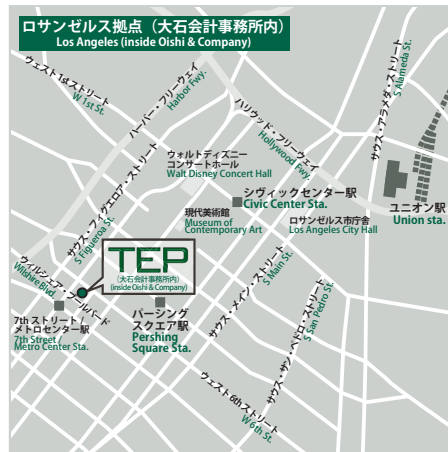 ロサンゼルス拠点（大石会計事務所内）
Los Angeles (inside Oishi & Company)
ウェスト1stストリート
W 1st St.
ハーバー・フリーウェイ
Harbor Fwy.
ハリウッド・フリーウェイ
Hollywood Fwy.
サウス・アラメダ・ストリート
S Alameda St.
サウス・フィグエロア・ストリート
S Figueroa St.
ウォルトディズニー
コンサートホール
Walt Disney Concert Hall
シヴィックセンター駅
Civic Center Sta.
ユニオン駅
Union sta.
現代美術館
Museum of
Contemporary Art
ロサンゼルス市庁舎
Los Angeles City Hall
TEP
（大石会計事務所内）
(inside Oishi & Company)
ウィルシャー・ブルバード
Wilshire Blvd.
サウス・メイン・ストリート
S Main St.
サウス・サン・ペドロ・ストリート
S San Pedro St.
7th ストリート /
メトロセンター駅
7th Street /
Metro Center Sta.
パーシング
スクエア駅
Pershing
Square Sta.
ウェスト6thストリート
W 6th St.